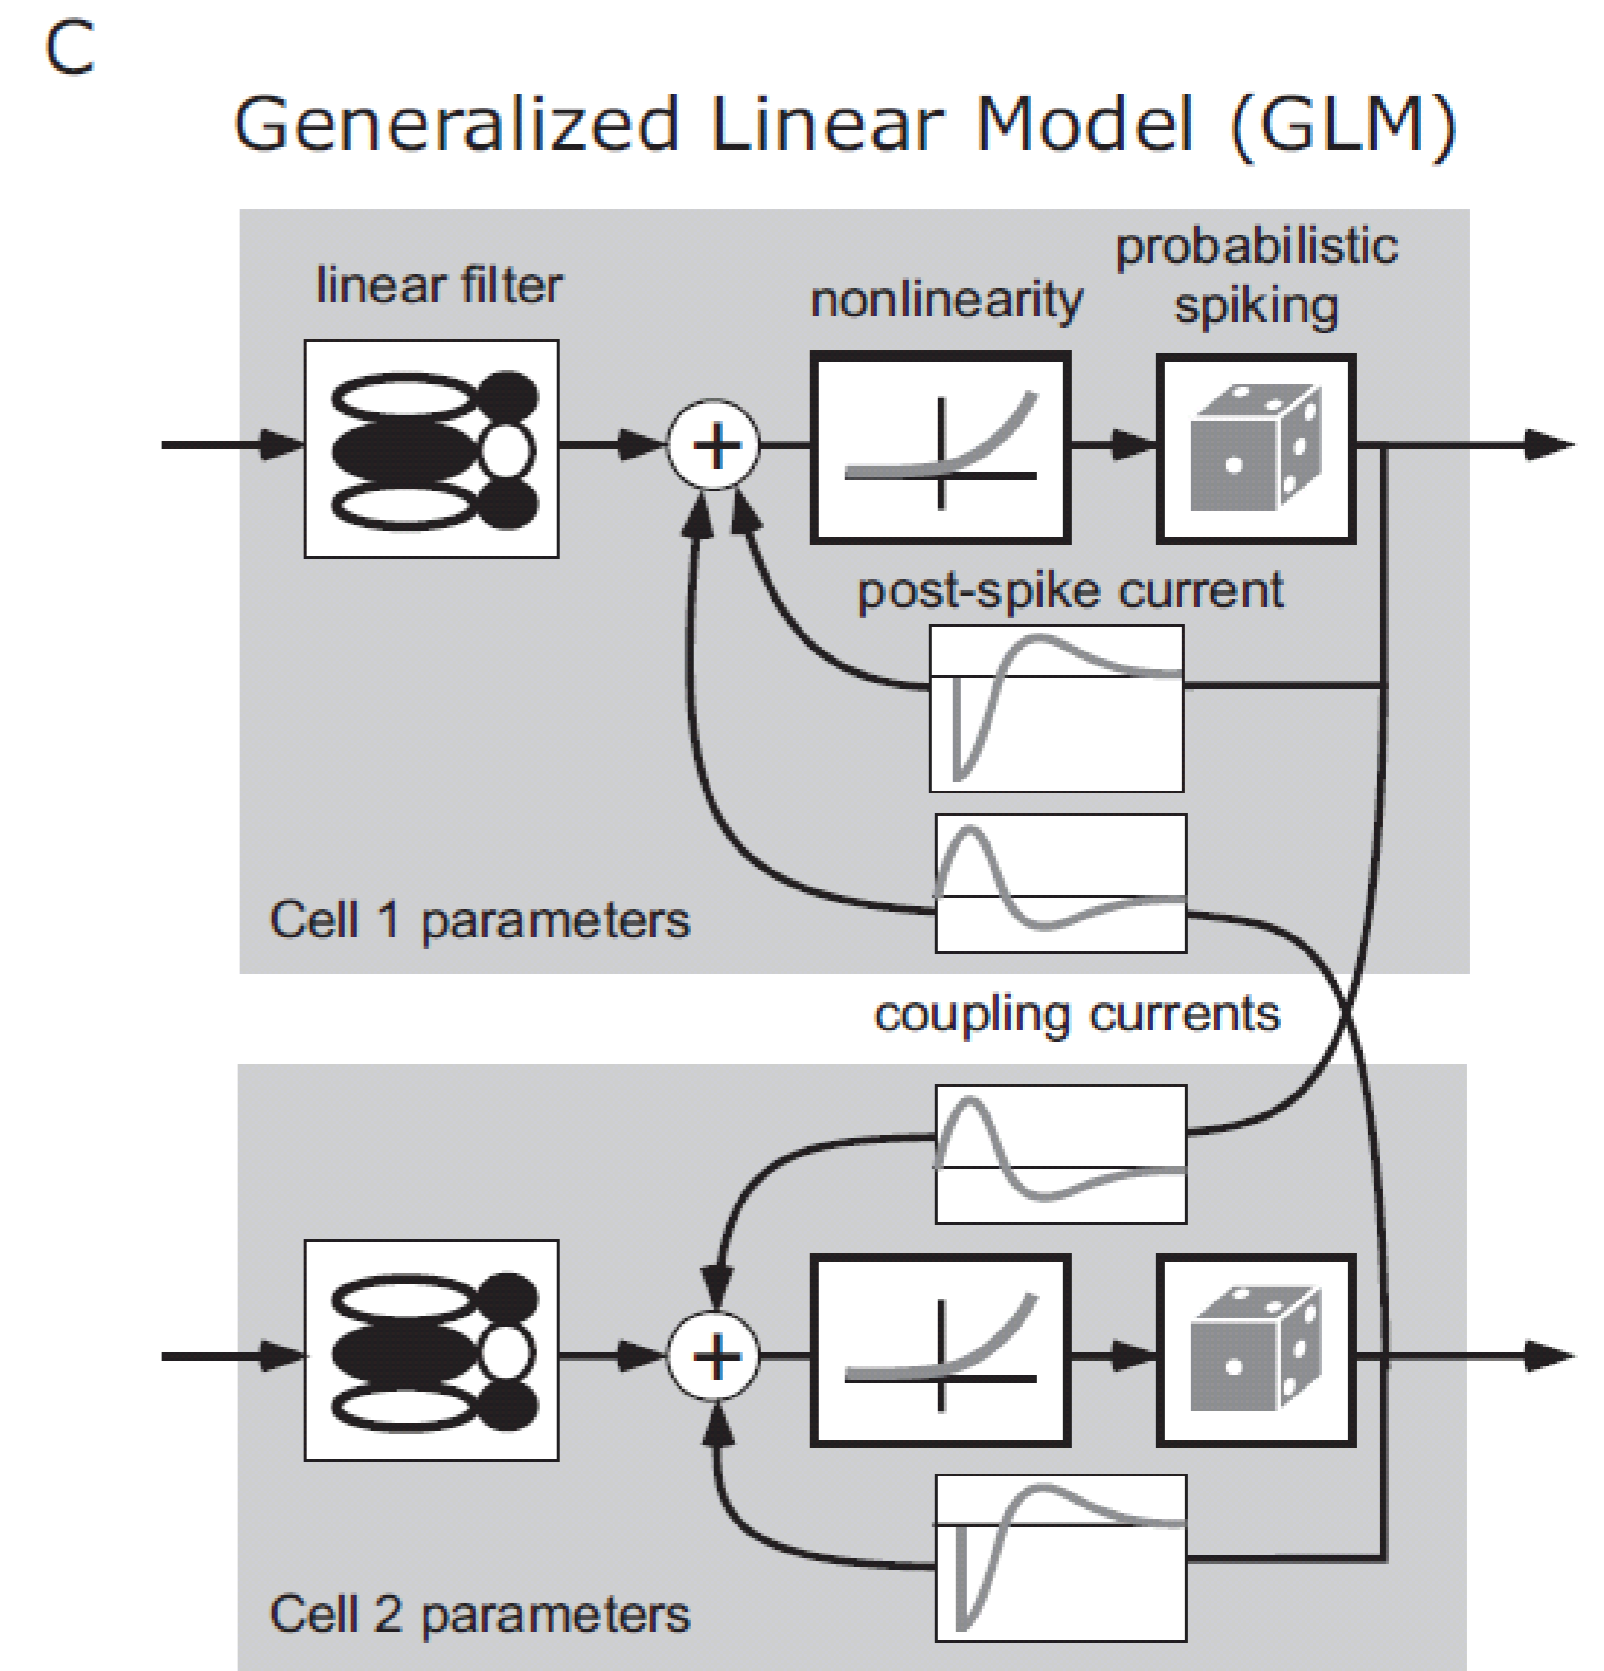 C
Generalized Linear Model (GLM)
linear filter
nonlinearity
probabilistic
spiking
+
post-spike current
Cell 1 parameters
coupling currents
+
Cell 2 parameters